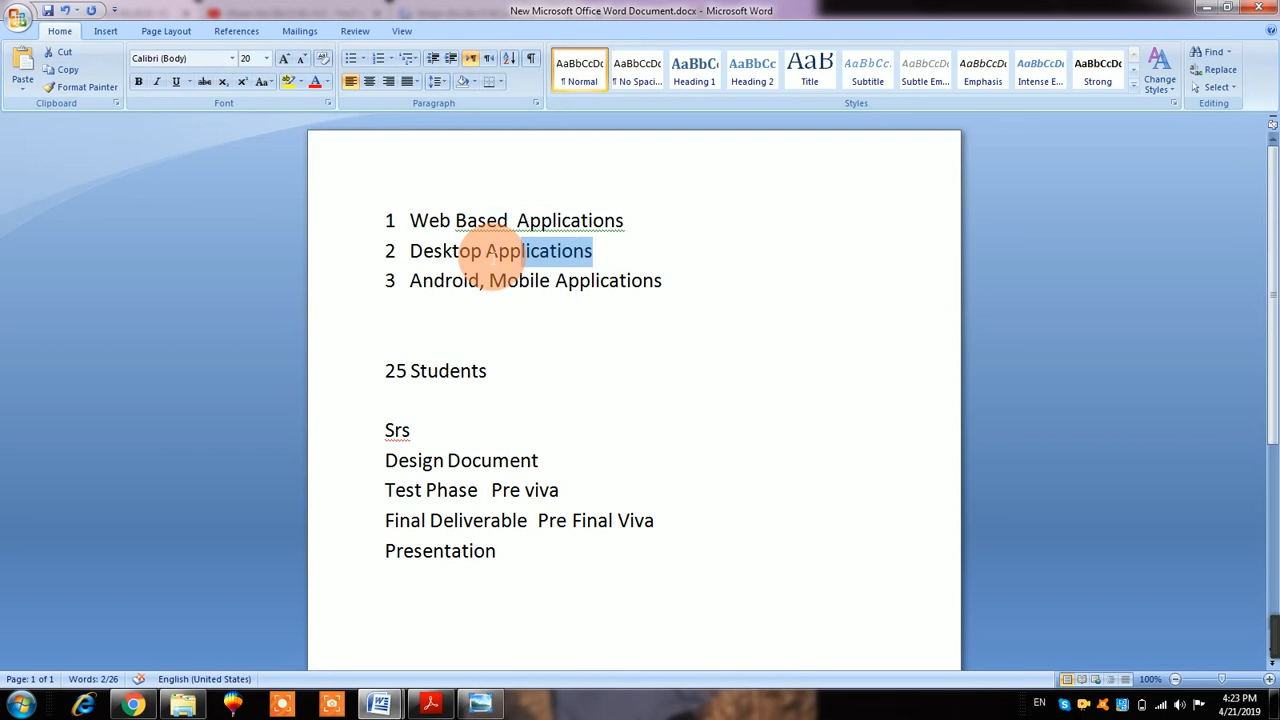 New Microsoft Office Word Document.docx - Microsoft Word
Home Insert Page Layout References Mailings Review View
Paste Cut Copy Format Painter
Calibri (Body) 20
AaBbCcDc AaBbCcDc AaBbCc AaBbCc AaB AaBbCc. AaBbCcDc AaBbCcDc AaBbCcDc AaBbCcDc
¶ Normal ¶ No Spaci... Heading 1 Heading 2 Title Subtitle Subtle Em... Emphasis Intense E... Strong
Change Styles
Find Replace Select
Clipboard Font Paragraph Styles Editing
1 Web Based Applications
2 Desktop Applications
3 Android, Mobile Applications
25 Students
Srs
Design Document
Test Phase Pre viva
Final Deliverable Pre Final Viva
Presentation
Page: 1 of 1 Words: 2/26 English (United States) 100%
EN 4:23 PM
4/21/2019